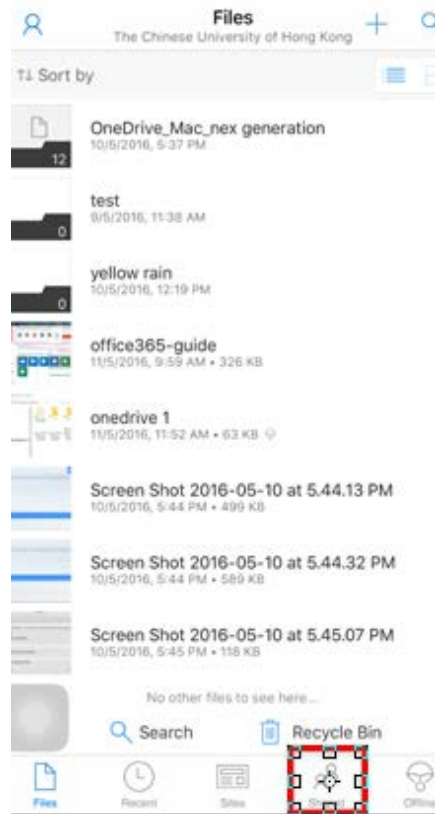 Files
The Chinese University of Hong Kong
Sort by
OneDrive_Mac_nex generation
10/5/2016, 5:37 PM
12
test
9/5/2016, 11:38 AM
0
yellow rain
10/5/2016, 12:19 PM
0
office365-guide
11/5/2016, 9:59 AM • 326 KB
onedrive 1
11/5/2016, 11:52 AM • 63 KB
Screen Shot 2016-05-10 at 5.44.13 PM
10/5/2016, 5:44 PM • 499 KB
Screen Shot 2016-05-10 at 5.44.32 PM
10/5/2016, 5:44 PM • 589 KB
Screen Shot 2016-05-10 at 5.45.07 PM
10/5/2016, 5:45 PM • 118 KB
No other files to see here...
Search
Recycle Bin
Files
Recent
Sites
Offline